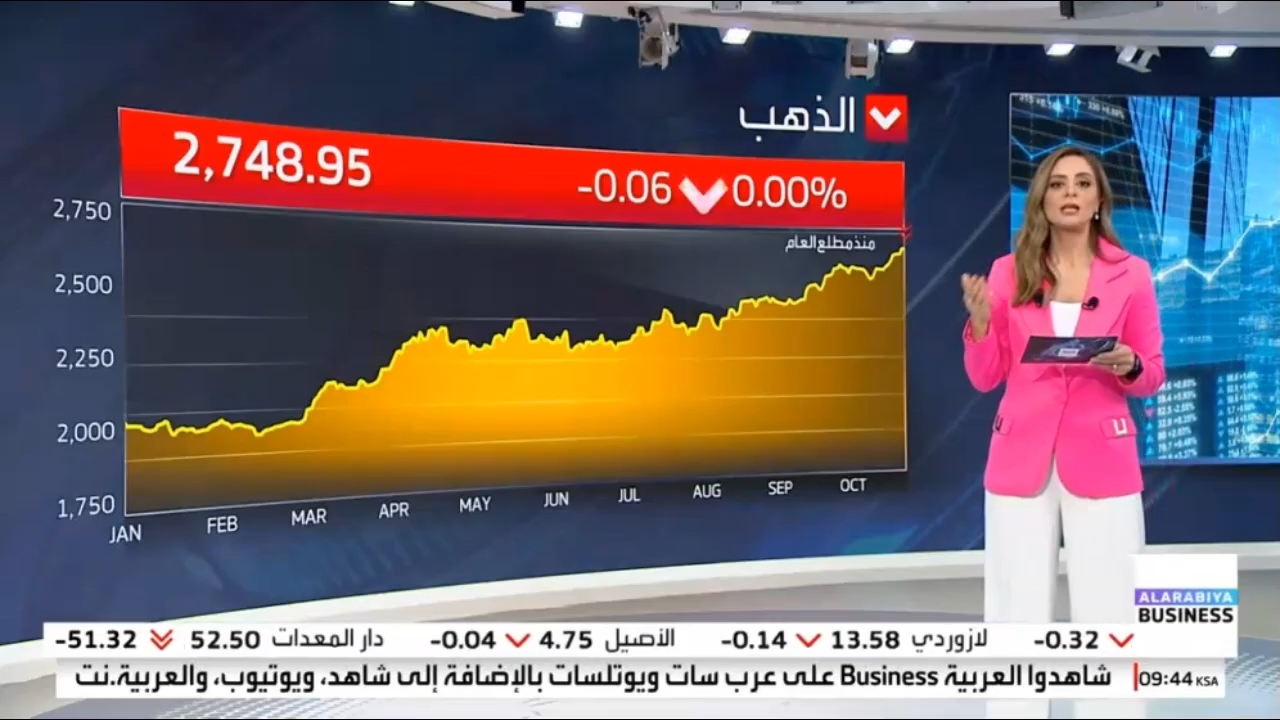 الذهب
2,748.95 -0.06 0.00%
منذ مطلع العام
2,750
2,500
2,250
2,000
1,750
JAN FEB MAR APR MAY JUN JUL AUG SEP OCT
ALARABIYA
BUSINESS
-0.32 لازوردي 13.58 -0.14 الأصيل 4.75 -0.04 دار المعدات 52.50 -51.32
09:44 KSA
شاهدوا العربية Business على عرب سات ويوتلسات بالإضافة إلى شاهد، ويوتيوب، والعربية.نت